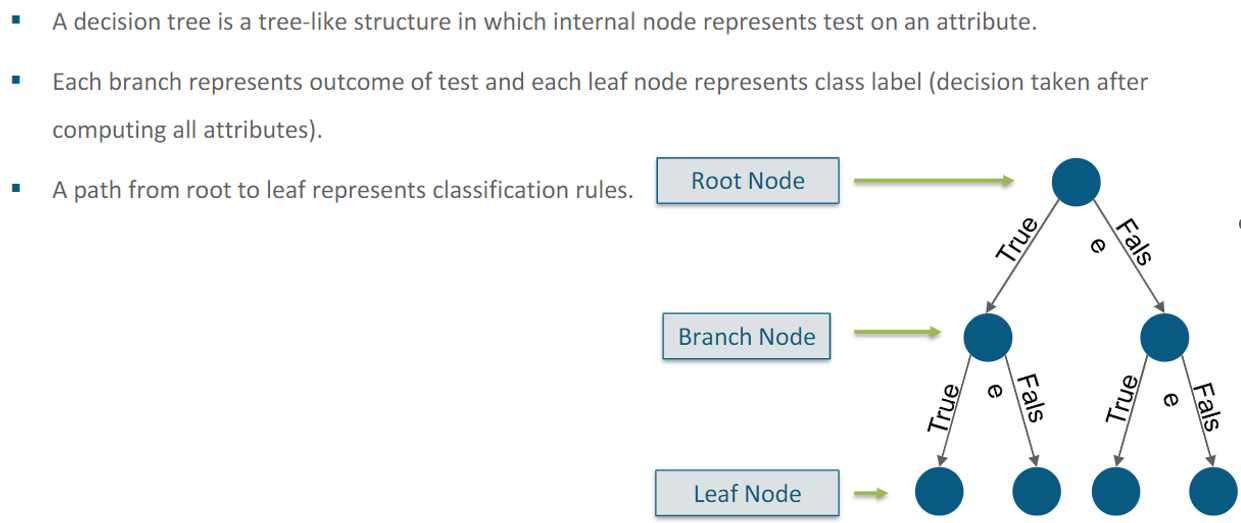 ▪ A decision tree is a tree-like structure in which internal node represents test on an attribute.
▪ Each branch represents outcome of test and each leaf node represents class label (decision taken after
computing all attributes).
▪ A path from root to leaf represents classification rules.
Root Node
True
Fals
e
Branch Node
True
Fals
e
True
Fals
e
Leaf Node